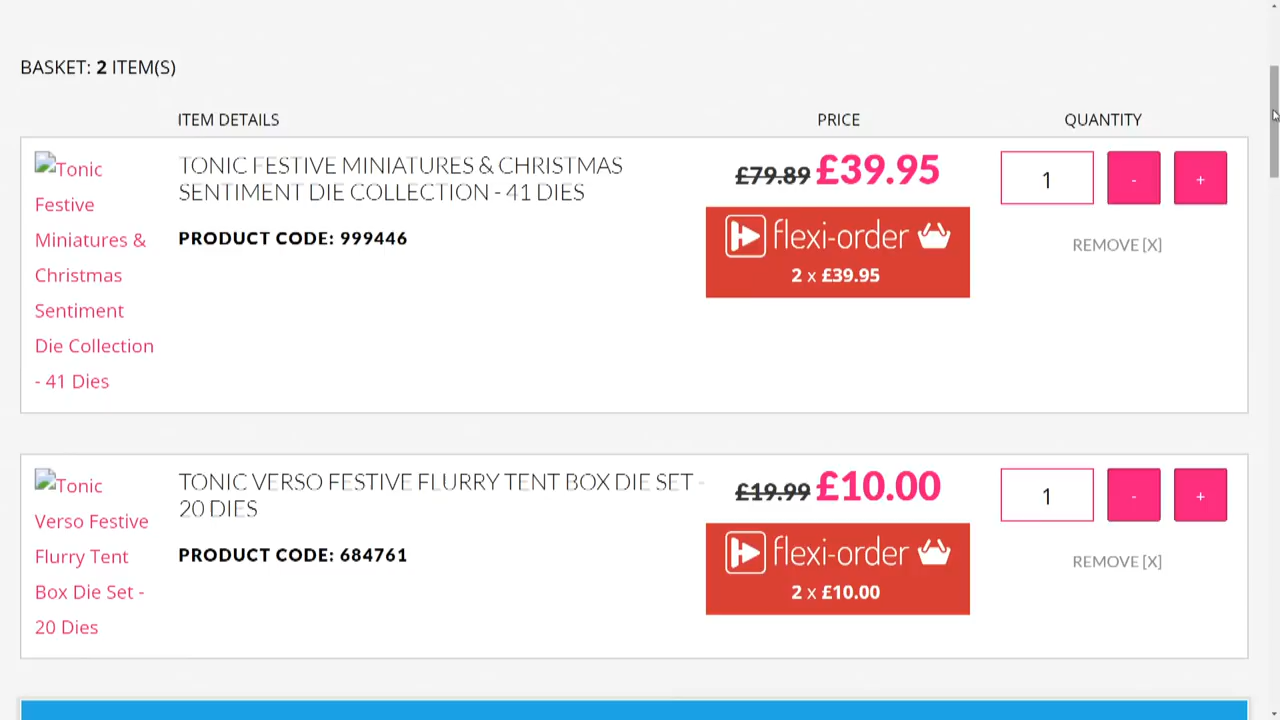 BASKET: 2 ITEM(S)
ITEM DETAILS
PRICE
QUANTITY
Tonic
Festive
Miniatures &
Christmas
Sentiment
Die Collection
- 41 Dies
TONIC FESTIVE MINIATURES & CHRISTMAS
SENTIMENT DIE COLLECTION - 41 DIES
PRODUCT CODE: 999446
£79.89 £39.95
flexi-order
2 x £39.95
1
-
+
REMOVE [X]
Tonic
Verso Festive
Flurry Tent
Box Die Set -
20 Dies
TONIC VERSO FESTIVE FLURRY TENT BOX DIE SET -
20 DIES
PRODUCT CODE: 684761
£19.99 £10.00
flexi-order
2 x £10.00
1
-
+
REMOVE [X]